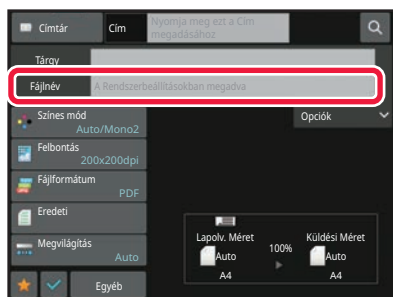 Címtár
Cím
Nyomja meg ezt a Cím
megadásához
Tárgy
Fájlnév
A Rendszerbeállításokban megadva
Színes mód
Auto/Mono2
Opciók
Felbontás
200x200dpi
Fájlformátum
PDF
Eredeti
Megvilágítás
Auto
Lapolv. Méret
100%
Küldési Méret
Auto
Auto
A4
A4
Egyéb